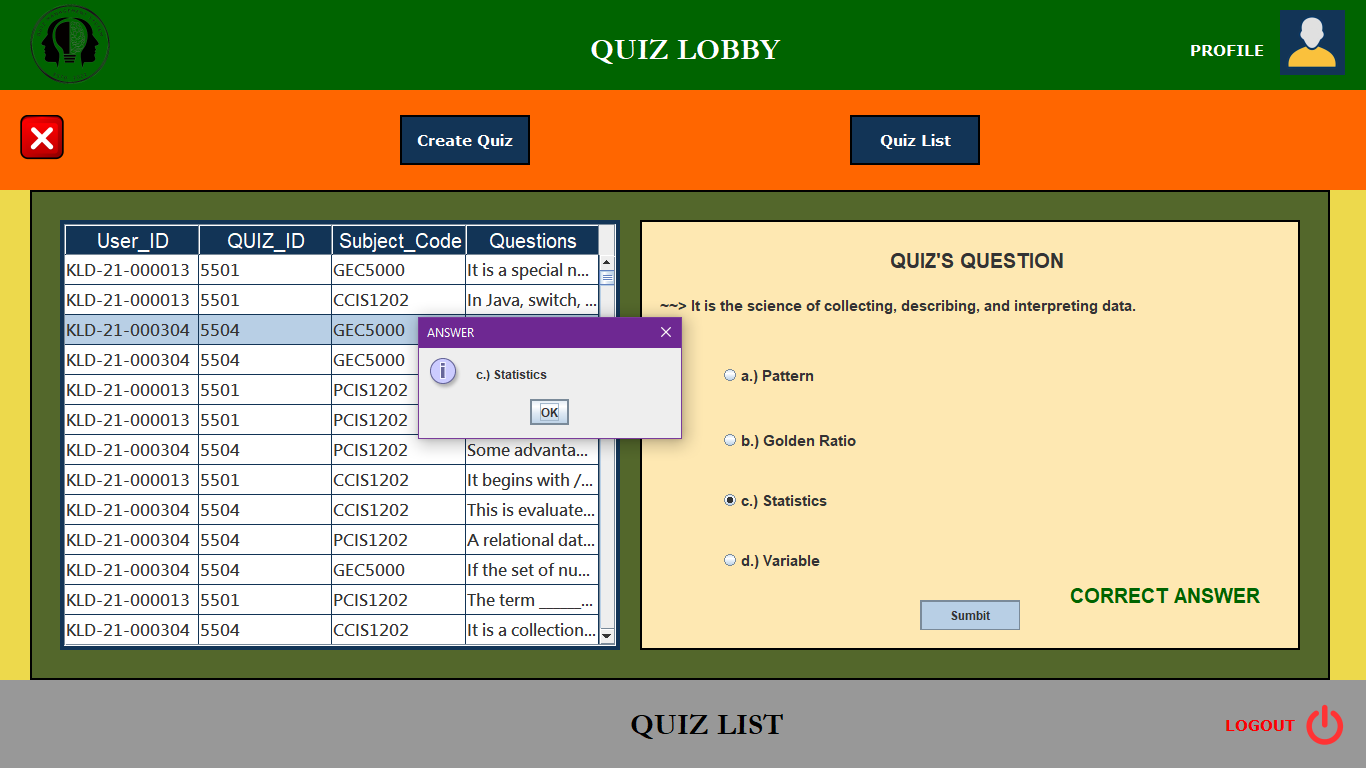 QUIZ LOBBY
PROFILE
Create Quiz
Quiz List
User_ID QUIZ_ID Subject_Code Questions
KLD-21-000013 5501 GEC5000 It is a special n...
KLD-21-000013 5501 CCIS1202 In Java, switch, ...
KLD-21-000304 5504 GEC5000
KLD-21-000304 5504 GEC5000
KLD-21-000013 5501 PCIS1202
KLD-21-000013 5501 PCIS1202
KLD-21-000304 5504 PCIS1202 Some advanta...
KLD-21-000013 5501 CCIS1202 It begins with /...
KLD-21-000304 5504 CCIS1202 This is evaluate...
KLD-21-000304 5504 PCIS1202 A relational dat...
KLD-21-000304 5504 GEC5000 If the set of nu...
KLD-21-000013 5501 PCIS1202 The term _____...
KLD-21-000304 5504 CCIS1202 It is a collection...
ANSWER
c.) Statistics
OK
QUIZ'S QUESTION
~~> It is the science of collecting, describing, and interpreting data.
a.) Pattern
b.) Golden Ratio
c.) Statistics
d.) Variable
Sumbit
CORRECT ANSWER
QUIZ LIST
LOGOUT